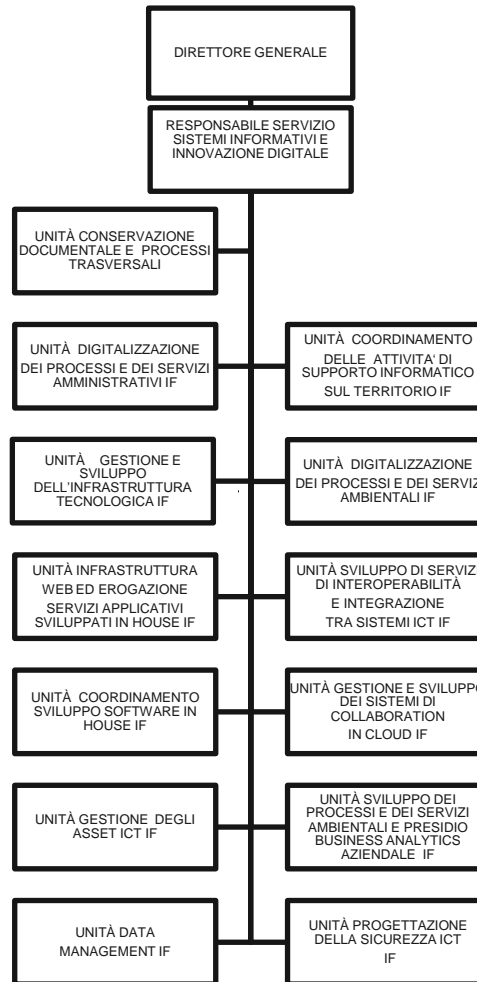 DIRETTORE GENERALE
RESPONSABILE SERVIZIO
SISTEMI INFORMATIVI E
INNOVAZIONE DIGITALE
UNITÀ CONSERVAZIONE
DOCUMENTALE E PROCESSI
TRASVERSALI
UNITÀ DIGITALIZZAZIONE
DEI PROCESSI E DEI SERVIZI
AMMINISTRATIVI IF
UNITÀ COORDINAMENTO
DELLE ATTIVITA' DI
SUPPORTO INFORMATICO
SUL TERRITORIO IF
UNITÀ GESTIONE E
SVILUPPO
DELL'INFRASTRUTTURA
TECNOLOGICA IF
UNITÀ DIGITALIZZAZIONE
DEI PROCESSI E DEI SERVIZI
AMBIENTALI IF
UNITÀ INFRASTRUTTURA
WEB ED EROGAZIONE
SERVIZI APPLICATIVI
SVILUPPATI IN HOUSE IF
UNITÀ SVILUPPO DI SERVIZI
DI INTEROPERABILITÀ
E INTEGRAZIONE
TRA SISTEMI ICT IF
UNITÀ COORDINAMENTO
SVILUPPO SOFTWARE IN
HOUSE IF
UNITÀ GESTIONE E SVILUPPO
DEI SISTEMI DI
COLLABORATION
IN CLOUD IF
UNITÀ GESTIONE DEGLI
ASSET ICT IF
UNITÀ SVILUPPO DEI
PROCESSI E DEI SERVIZI
AMBIENTALI E PRESIDIO
BUSINESS ANALYTICS
AZIENDALE IF
UNITÀ DATA
MANAGEMENT IF
UNITÀ PROGETTAZIONE
DELLA SICUREZZA ICT
IF